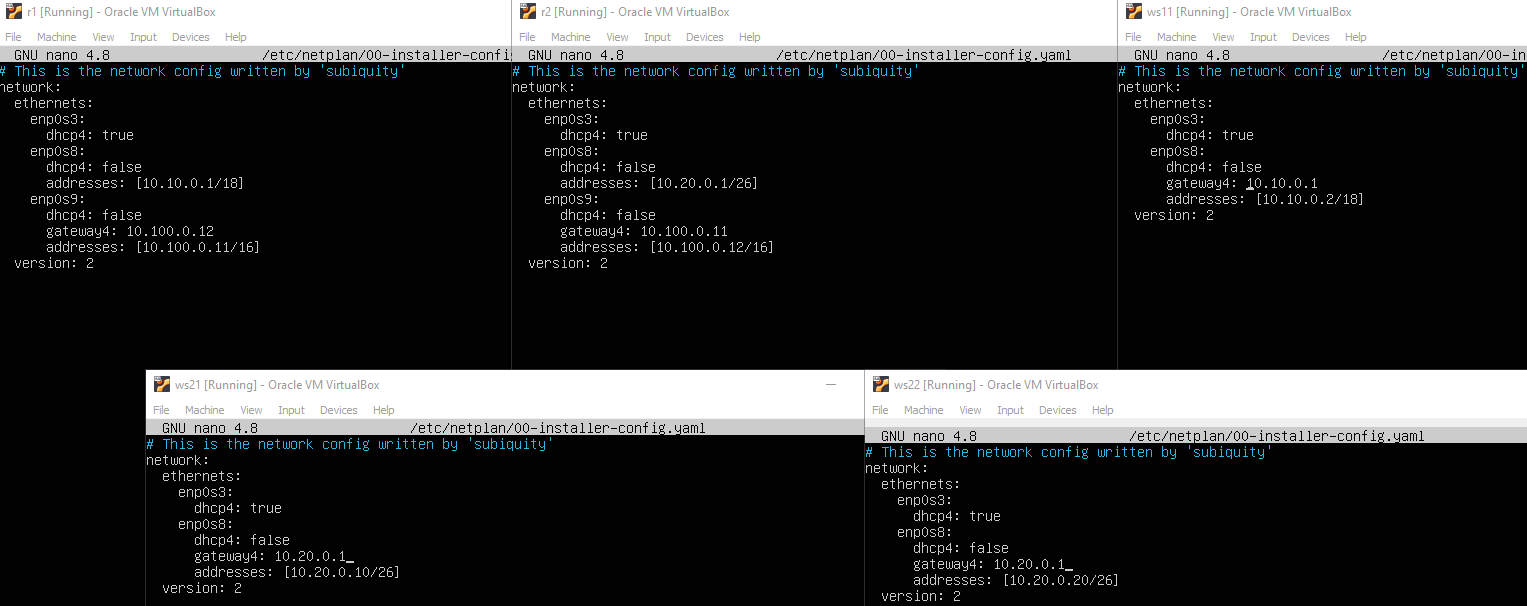 r1 [Running] - Oracle VM VirtualBox
File Machine View Input Devices Help
GNU nano 4.8 /etc/netplan/00-installer-confi
# This is the network config written by 'subiquity'
network:
  ethernets:
    enp0s3:
      dhcp4: true
    enp0s8:
      dhcp4: false
      addresses: [10.10.0.1/18]
    enp0s9:
      dhcp4: false
      gateway4: 10.100.0.12
      addresses: [10.100.0.11/16]
  version: 2
r2 [Running] - Oracle VM VirtualBox
File Machine View Input Devices Help
GNU nano 4.8 /etc/netplan/00-installer-config.yaml
# This is the network config written by 'subiquity'
network:
  ethernets:
    enp0s3:
      dhcp4: true
    enp0s8:
      dhcp4: false
      addresses: [10.20.0.1/26]
    enp0s9:
      dhcp4: false
      gateway4: 10.100.0.11
      addresses: [10.100.0.12/16]
  version: 2
ws11 [Running] - Oracle VM VirtualBox
File Machine View Input Devices Help
GNU nano 4.8 /etc/netplan/00-in
# This is the network config written by 'subiquity'
network:
  ethernets:
    enp0s3:
      dhcp4: true
    enp0s8:
      dhcp4: false
      gateway4: 10.10.0.1
      addresses: [10.10.0.2/18]
  version: 2
ws21 [Running] - Oracle VM VirtualBox
File Machine View Input Devices Help
GNU nano 4.8 /etc/netplan/00-installer-config.yaml
# This is the network config written by 'subiquity'
network:
  ethernets:
    enp0s3:
      dhcp4: true
    enp0s8:
      dhcp4: false
      gateway4: 10.20.0.1
      addresses: [10.20.0.10/26]
  version: 2
ws22 [Running] - Oracle VM VirtualBox
File Machine View Input Devices Help
GNU nano 4.8 /etc/netplan/00-installer-config.yaml
# This is the network config written by 'subiquity'
network:
  ethernets:
    enp0s3:
      dhcp4: true
    enp0s8:
      dhcp4: false
      gateway4: 10.20.0.1
      addresses: [10.20.0.20/26]
  version: 2